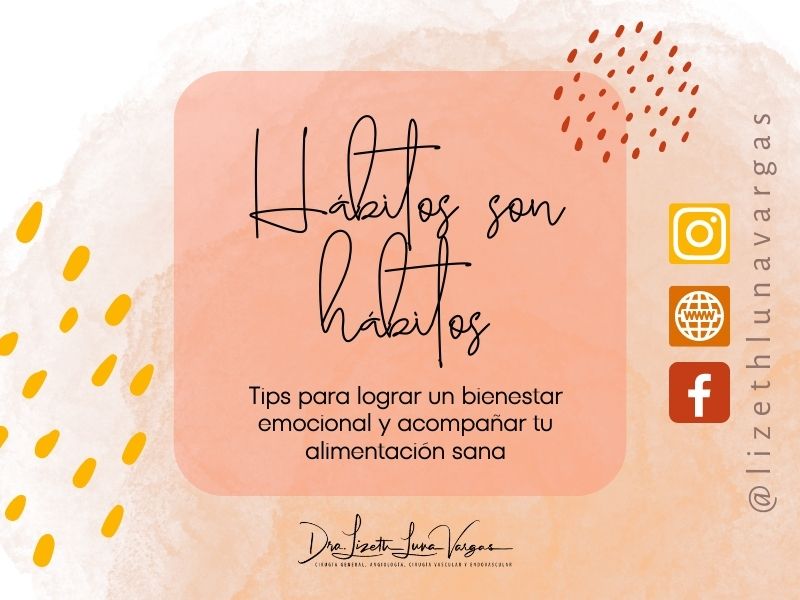 Hábitos son
hábitos
Tips para lograr un bienestar
emocional y acompañar tu
alimentación sana
@lizethlunavargas
WWW
Dra. Lizeth Luna Vargas
CIRUGÍA GENERAL, ANGIOLOGÍA, CIRUGÍA VASCULAR Y ENDOVASCULAR